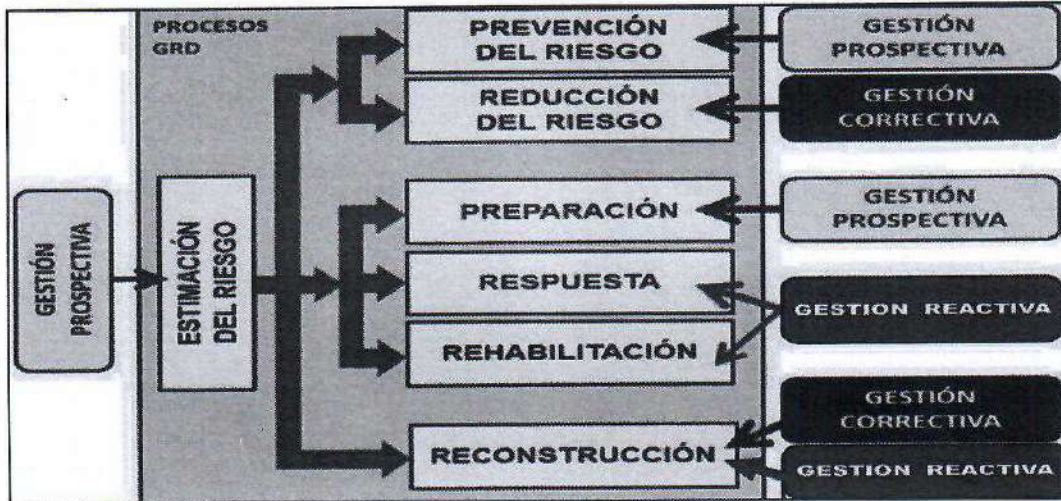 PROCESOS
GRD
GESTIÓN
PROSPECTIVA
ESTIMACIÓN
DEL RIESGO
PREVENCIÓN
DEL RIESGO
REDUCCIÓN
DEL RIESGO
PREPARACIÓN
RESPUESTA
REHABILITACIÓN
RECONSTRUCCIÓN
GESTIÓN
PROSPECTIVA
GESTIÓN
CORRECTIVA
GESTIÓN
PROSPECTIVA
GESTION REACTIVA
GESTIÓN
CORRECTIVA
GESTION REACTIVA